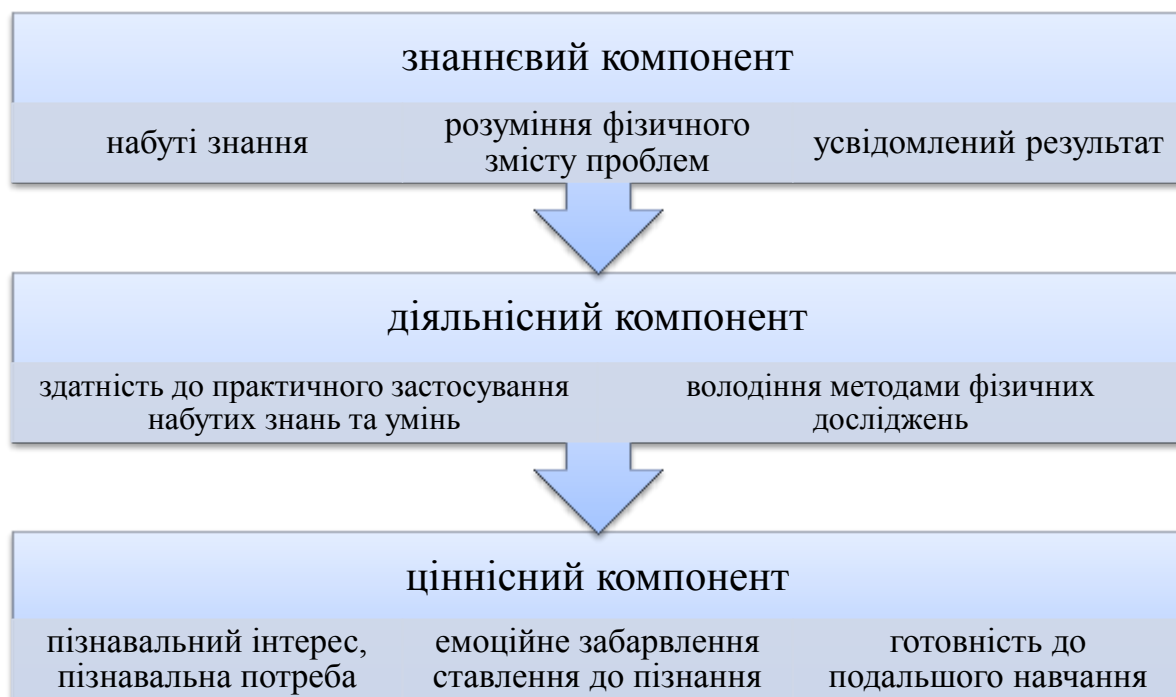 знаннєвий компонент
набуті знання
розуміння фізичного
змісту проблем
усвідомлений результат
діяльнісний компонент
здатність до практичного застосування
набутих знань та умінь
володіння методами фізичних
досліджень
ціннісний компонент
пізнавальний інтерес,
пізнавальна потреба
емоційне забарвлення
ставлення до пізнання
готовність до
подальшого навчання